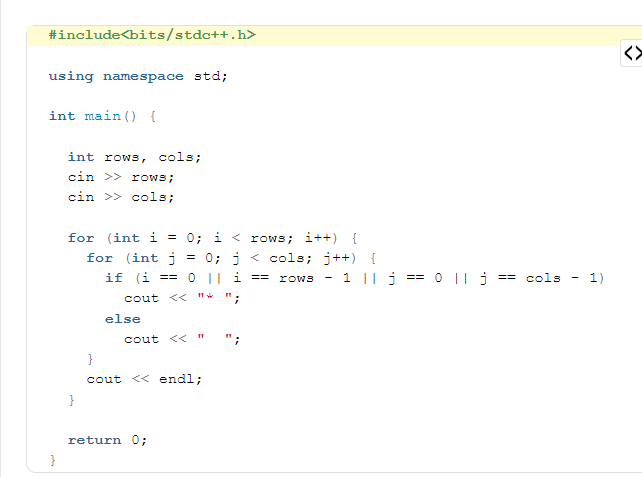 #include<bits/stdc++.h>
using namespace std;
int main() {
int rows, cols;
cin >> rows;
cin >> cols;
for (int i = 0; i < rows; i++) {
for (int j = 0; j < cols; j++) {
if (i == 0 || i == rows - 1 || j == 0 || j == cols - 1)
cout << "* ";
else
cout << "  ";
}
cout << endl;
}
return 0;
}